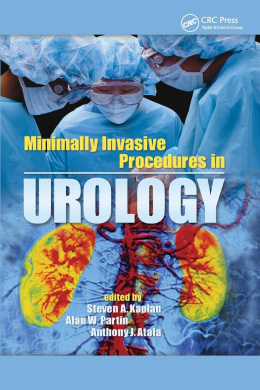 CRC Press
Taylor & Francis Group
Minimally Invasive
Procedures in
UROLOGY
edited by
Steven A. Kaplan
Alan W. Partin
Anthony J. Atala